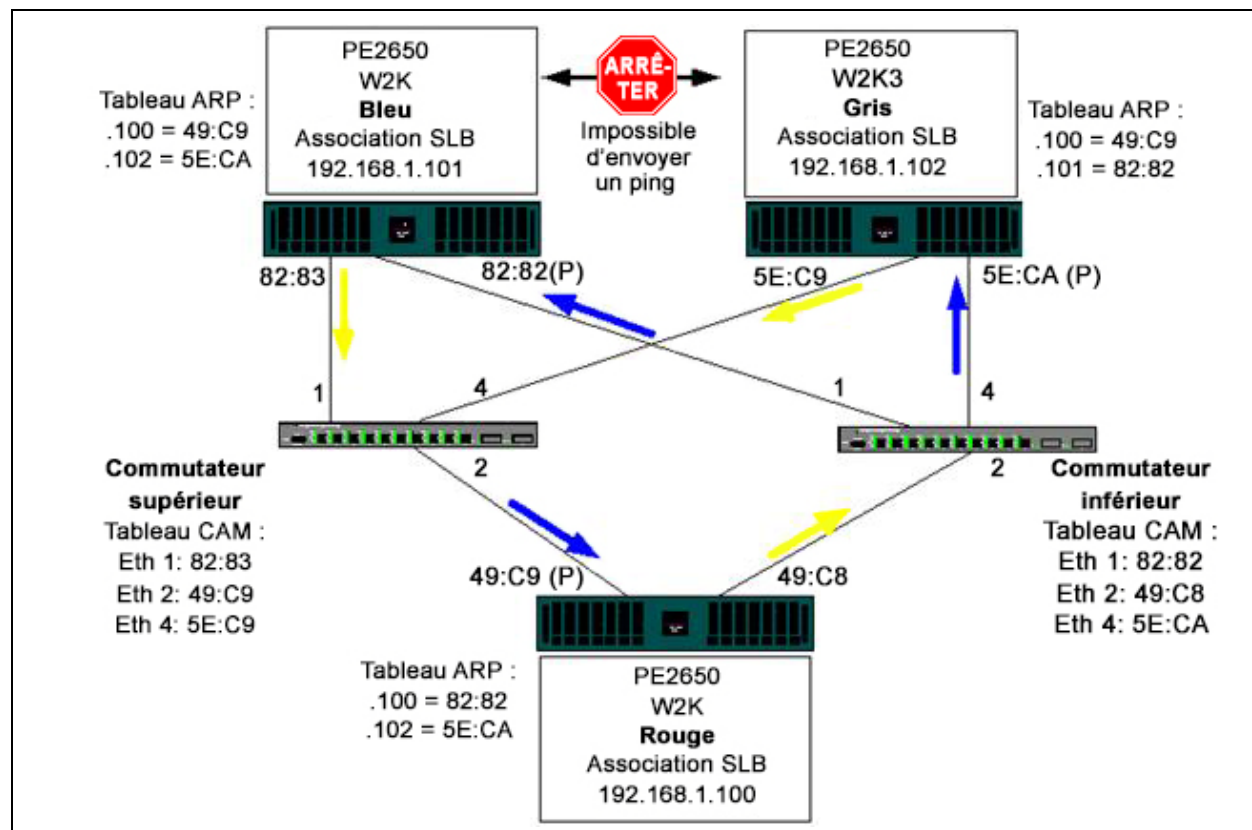 PE2650
W2K
Bleu
Association SLB
192.168.1.101
Tableau ARP :
.100 = 49:C9
.102 = 5E:CA
ARRÊ-
TER
Impossible
d'envoyer
un ping
PE2650
W2K3
Gris
Association SLB
192.168.1.102
Tableau ARP :
.100 = 49:C9
.101 = 82:82
82:83
82:82(P)
5E:C9
5E:CA (P)
1
4
1
4
2
2
Commutateur
supérieur
Tableau CAM :
Eth 1: 82:83
Eth 2: 49:C9
Eth 4: 5E:C9
Commutateur
inférieur
Tableau CAM :
Eth 1: 82:82
Eth 2: 49:C8
Eth 4: 5E:CA
49:C9 (P)
49:C8
Tableau ARP :
.100 = 82:82
.102 = 5E:CA
PE2650
W2K
Rouge
Association SLB
192.168.1.100